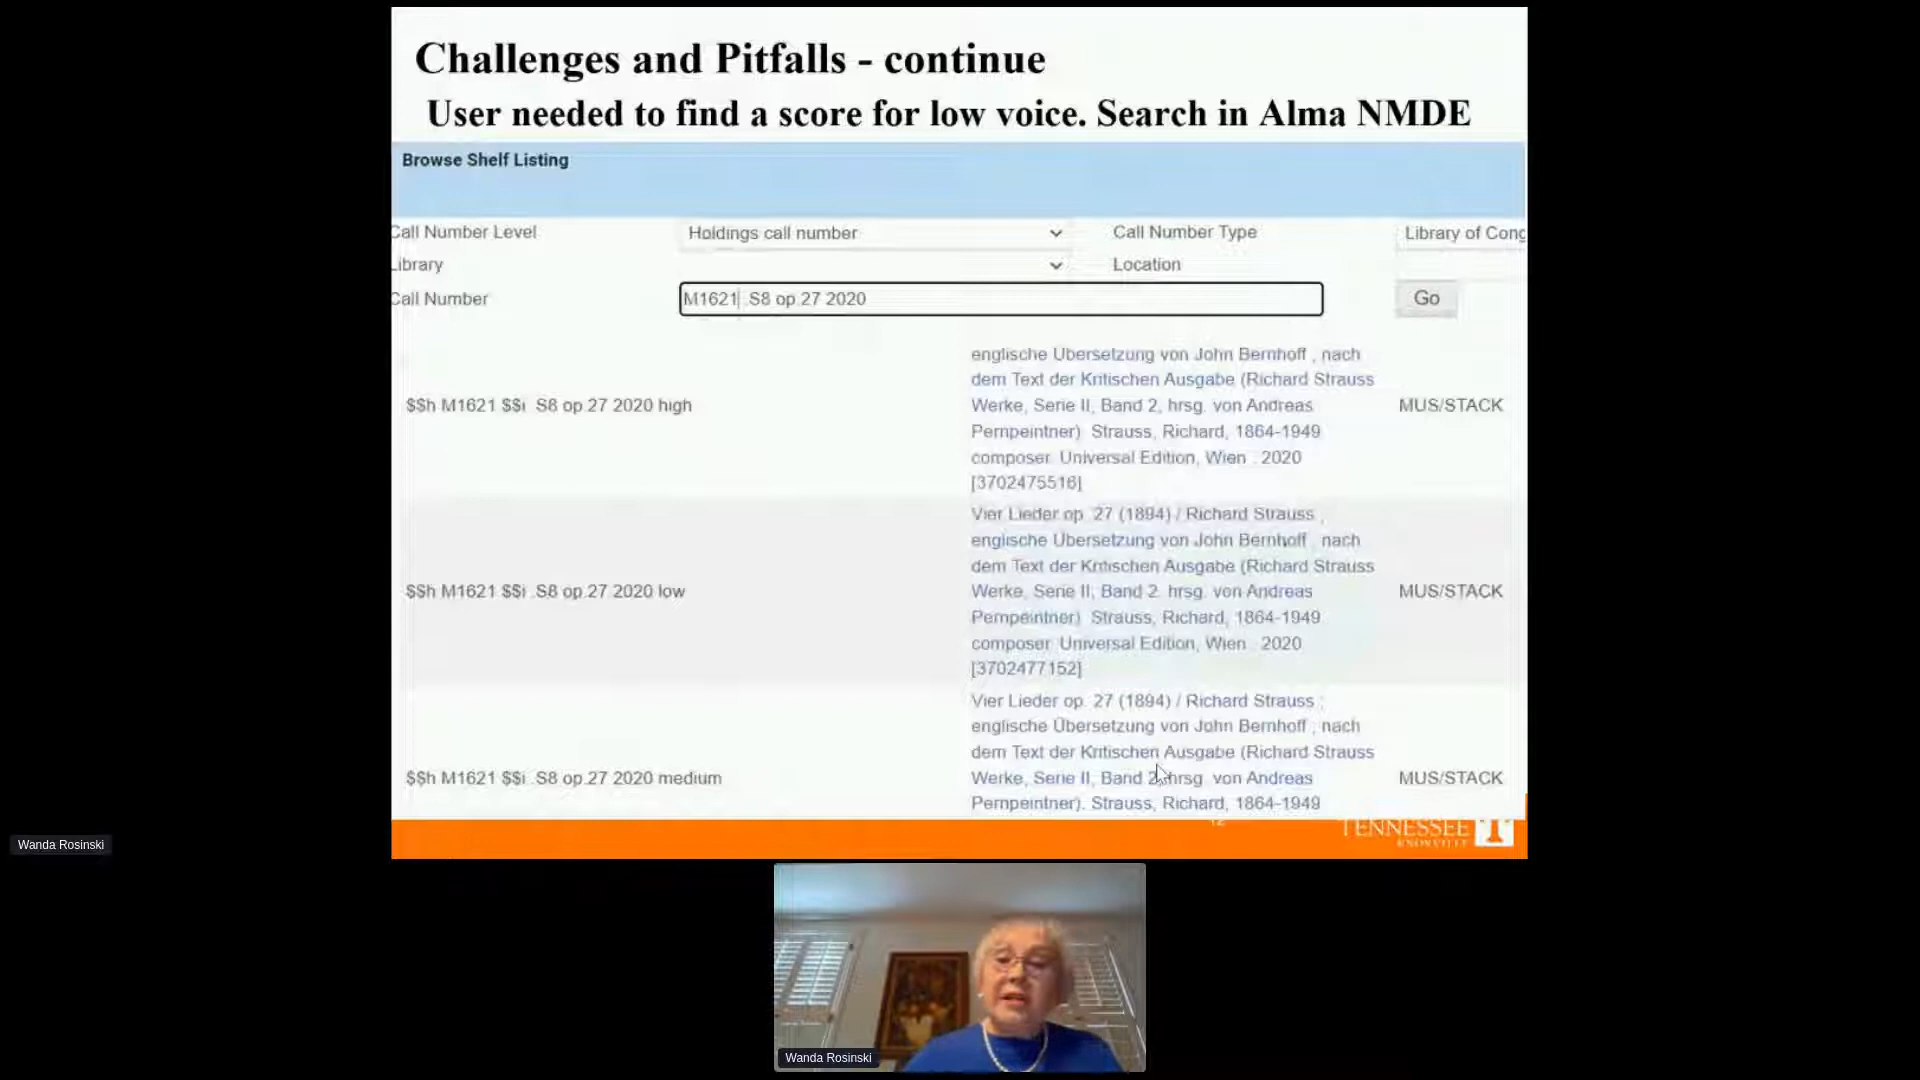 Challenges and Pitfalls - continue
User needed to find a score for low voice. Search in Alma NMDE
Browse Shelf Listing
Call Number Level Holdings call number Call Number Type Library of Cong
Library Location
Call Number M1621 .S8 op.27 2020 Go
englische Übersetzung von John Bernhoff , nach
dem Text der Kritischen Ausgabe (Richard Strauss
$$h M1621 $$i .S8 op.27 2020 high Werke, Serie II, Band 2, hrsg. von Andreas MUS/STACK
Pernpeintner). Strauss, Richard, 1864-1949
composer. Universal Edition, Wien : 2020
[3702475516]
Vier Lieder op. 27 (1894) / Richard Strauss ;
englische Übersetzung von John Bernhoff , nach
dem Text der Kritischen Ausgabe (Richard Strauss
$$h M1621 $$i .S8 op.27 2020 low Werke, Serie II, Band 2. hrsg. von Andreas MUS/STACK
Pernpeintner). Strauss, Richard, 1864-1949
composer. Universal Edition, Wien : 2020
[3702477152]
Vier Lieder op. 27 (1894) / Richard Strauss ;
englische Übersetzung von John Bernhoff , nach
dem Text der Kritischen Ausgabe (Richard Strauss
$$h M1621 $$i .S8 op.27 2020 medium Werke, Serie II, Band 2, hrsg. von Andreas MUS/STACK
Pernpeintner). Strauss, Richard, 1864-1949
12
TENNESSEE T
KNOXVILLE
Wanda Rosinski
Wanda Rosinski